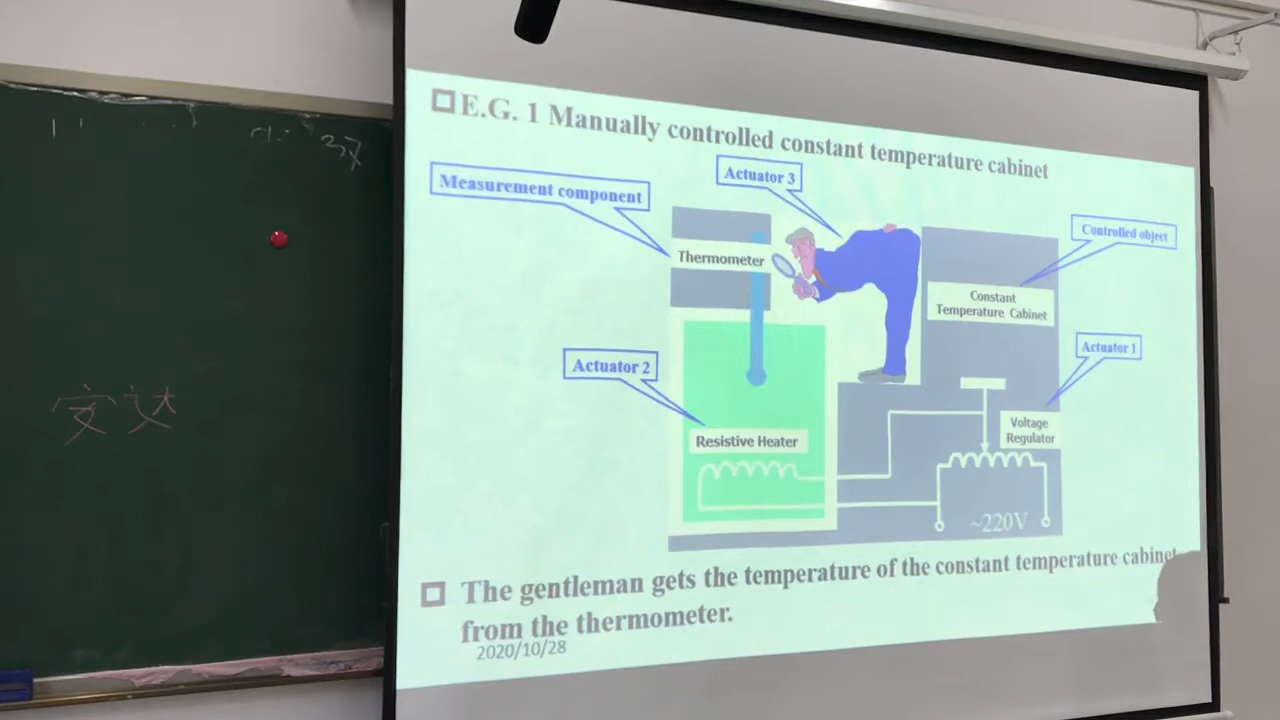 E.G. 1 Manually controlled constant temperature cabinet
Measurement component
Actuator 3
Controlled object
Thermometer
Constant
Temperature Cabinet
Actuator 2
Actuator 1
Resistive Heater
Voltage
Regulator
~220V
The gentleman gets the temperature of the constant temperature cabinet
from the thermometer.
2020/10/28
安达